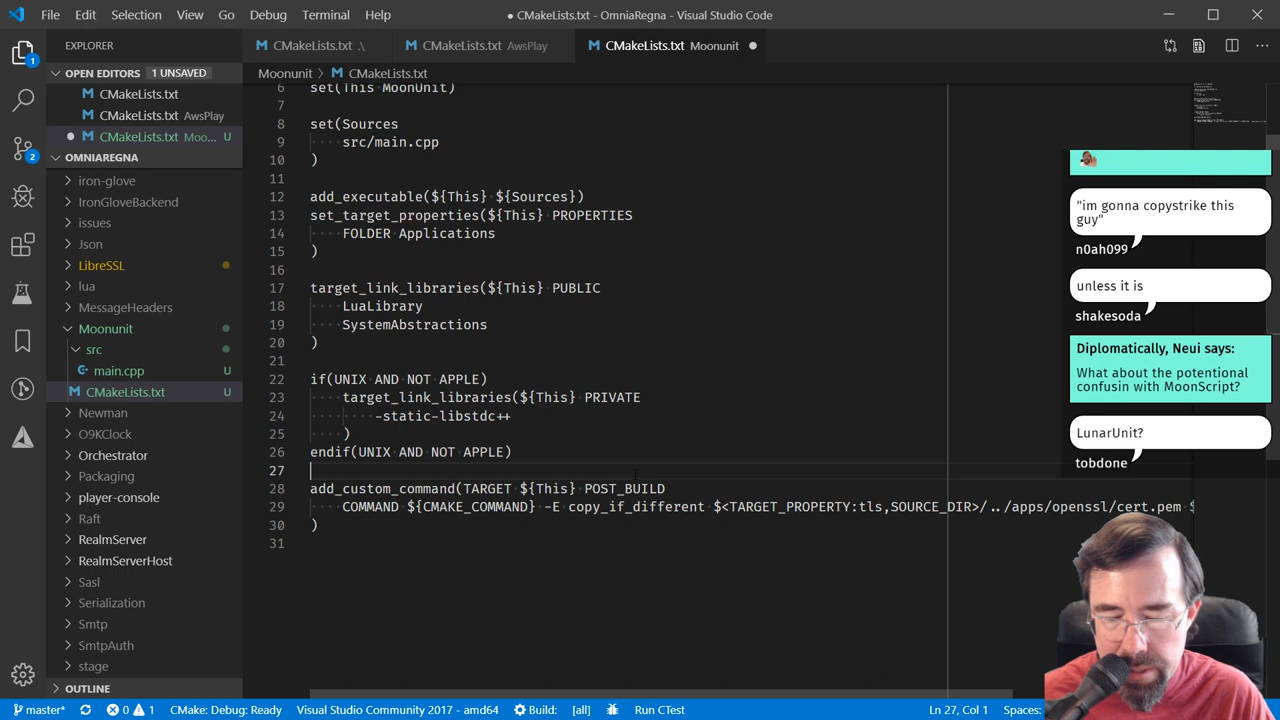 File Edit Selection View Go Debug Terminal Help
● CMakeLists.txt - OmniaRegna - Visual Studio Code
EXPLORER
CMakeLists.txt .\
CMakeLists.txt AwsPlay
CMakeLists.txt Moonunit
Moonunit > CMakeLists.txt
OPEN EDITORS 1 UNSAVED
CMakeLists.txt
CMakeLists.txt AwsPlay
CMakeLists.txt Moo... U
OMNIAREGNA
iron-glove
IronGloveBackend
issues
Json
LibreSSL
lua
MessageHeaders
Moonunit
src
main.cpp U
CMakeLists.txt U
Newman
O9KClock
Orchestrator
Packaging
player-console
Raft
RealmServer
RealmServerHost
Sasl
Serialization
Smtp
SmtpAuth
stage
OUTLINE
6 set(This MoonUnit)
7
8 set(Sources
9 src/main.cpp
10 )
11
12 add_executable(${This} ${Sources})
13 set_target_properties(${This} PROPERTIES
14 FOLDER Applications
15 )
16
17 target_link_libraries(${This} PUBLIC
18 LuaLibrary
19 SystemAbstractions
20 )
21
22 if(UNIX AND NOT APPLE)
23 target_link_libraries(${This} PRIVATE
24 -static-libstdc++
25 )
26 endif(UNIX AND NOT APPLE)
27
28 add_custom_command(TARGET ${This} POST_BUILD
29 COMMAND ${CMAKE_COMMAND} -E copy_if_different $<TARGET_PROPERTY:tls,SOURCE_DIR>/../apps/openssl/cert.pem $
30 )
31
"im gonna copystrike this
guy"
n0ah099
unless it is
shakesoda
Diplomatically, Neui says:
What about the potentional
confusin with MoonScript?
LunarUnit?
tobdone
1
2
master* 0 1 CMake: Debug: Ready Visual Studio Community 2017 - amd64 Build: [all] Run CTest Ln 27, Col 1 Spaces: